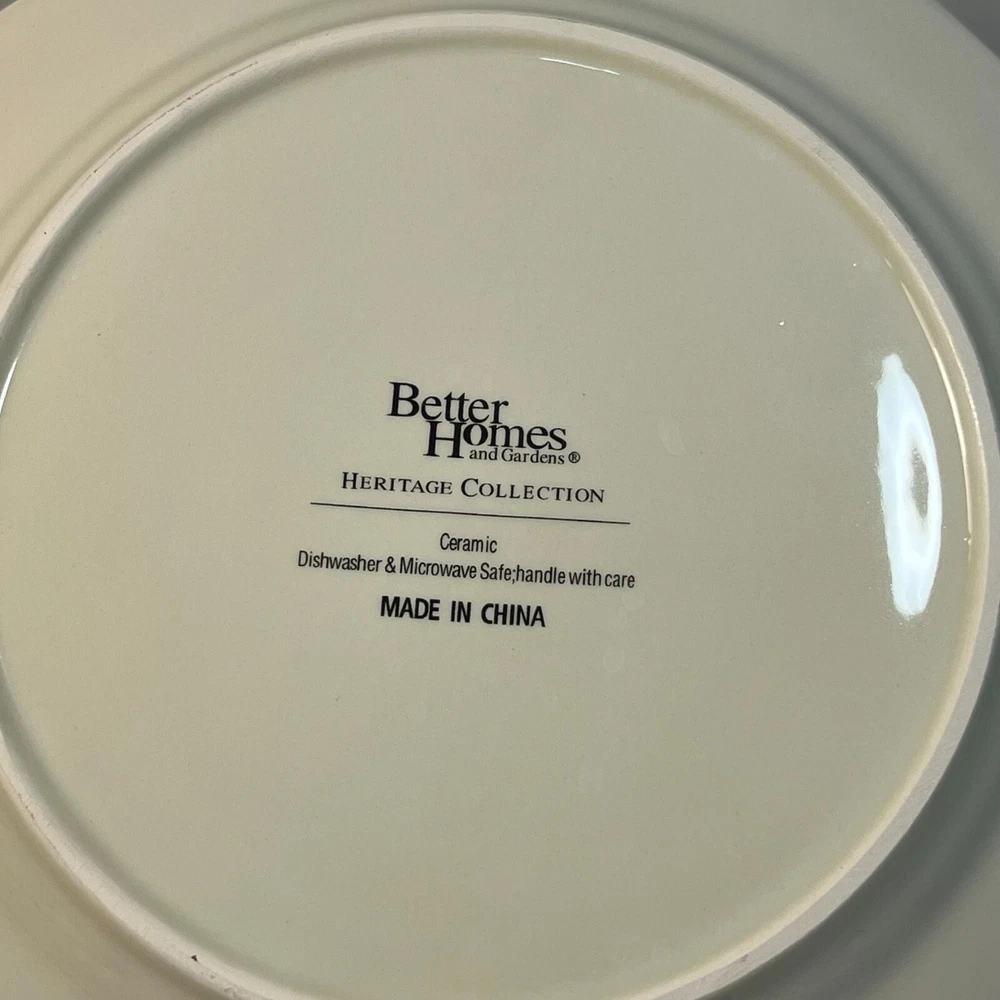 Better
Homes
and Gardens®
HERITAGE COLLECTION
Ceramic
Dishwasher & Microwave Safe;handle with care
MADE IN CHINA